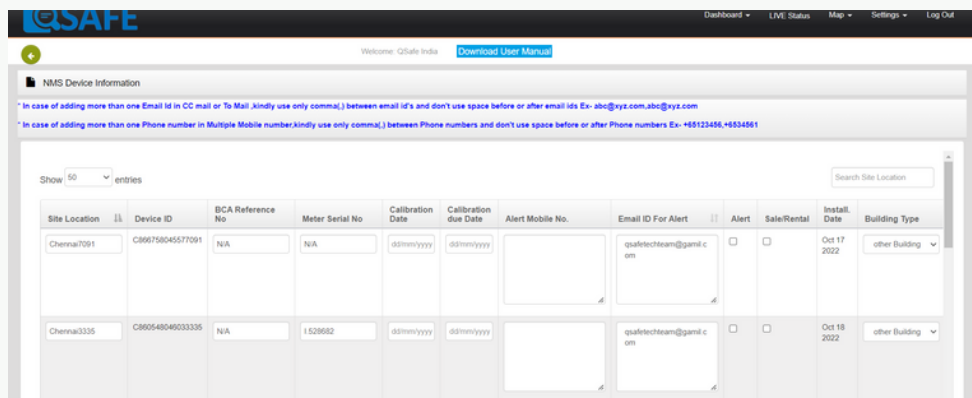 QSAFE
Dashboard LIVE Status Map Settings Log Out
Welcome: QSafe India Download User Manual
NMS Device Information
* In case of adding more than one Email Id in CC mail or To Mail ,kindly use only comma(,) between email id's and don't use space before or after email ids Ex- abc@xyz.com,abc@xyz.com
* In case of adding more than one Phone number in Multiple Mobile number,kindly use only comma(,) between Phone numbers and don't use space before or after Phone numbers Ex- +65123456,+6534561
Show 50 entries Search Site Location
Site Location Device ID BCA Reference No Meter Serial No Calibration Date Calibration due Date Alert Mobile No. Email ID For Alert Alert Sale/Rental Install. Date Building Type
Chennai7091 C866758045577091 N/A N/A dd/mm/yyyy dd/mm/yyyy qsafetechteam@gamil.c Oct 17 other Building
om 2022
Chennai3335 C860548046033335 N/A I.528682 dd/mm/yyyy dd/mm/yyyy qsafetechteam@gamil.c Oct 18 other Building
om 2022